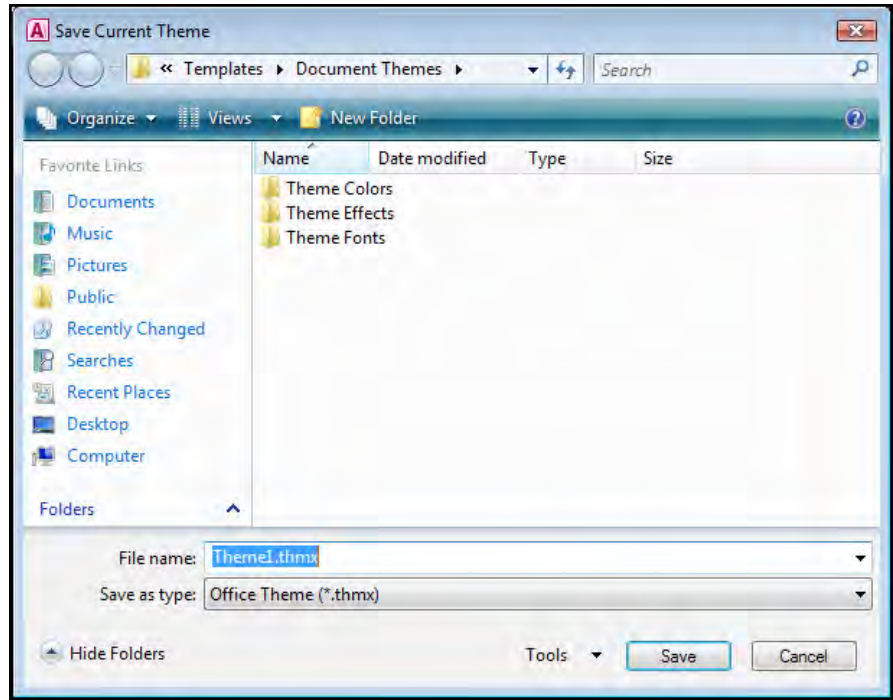 A Save Current Theme
« Templates Document Themes Search
Organize Views New Folder ?
Favorite Links Name Date modified Type Size
Documents Theme Colors
Music Theme Effects
Pictures Theme Fonts
Public
Recently Changed
Searches
Recent Places
Desktop
Computer
Folders
File name: Theme1.thmx
Save as type: Office Theme (*.thmx)
Hide Folders Tools Save Cancel